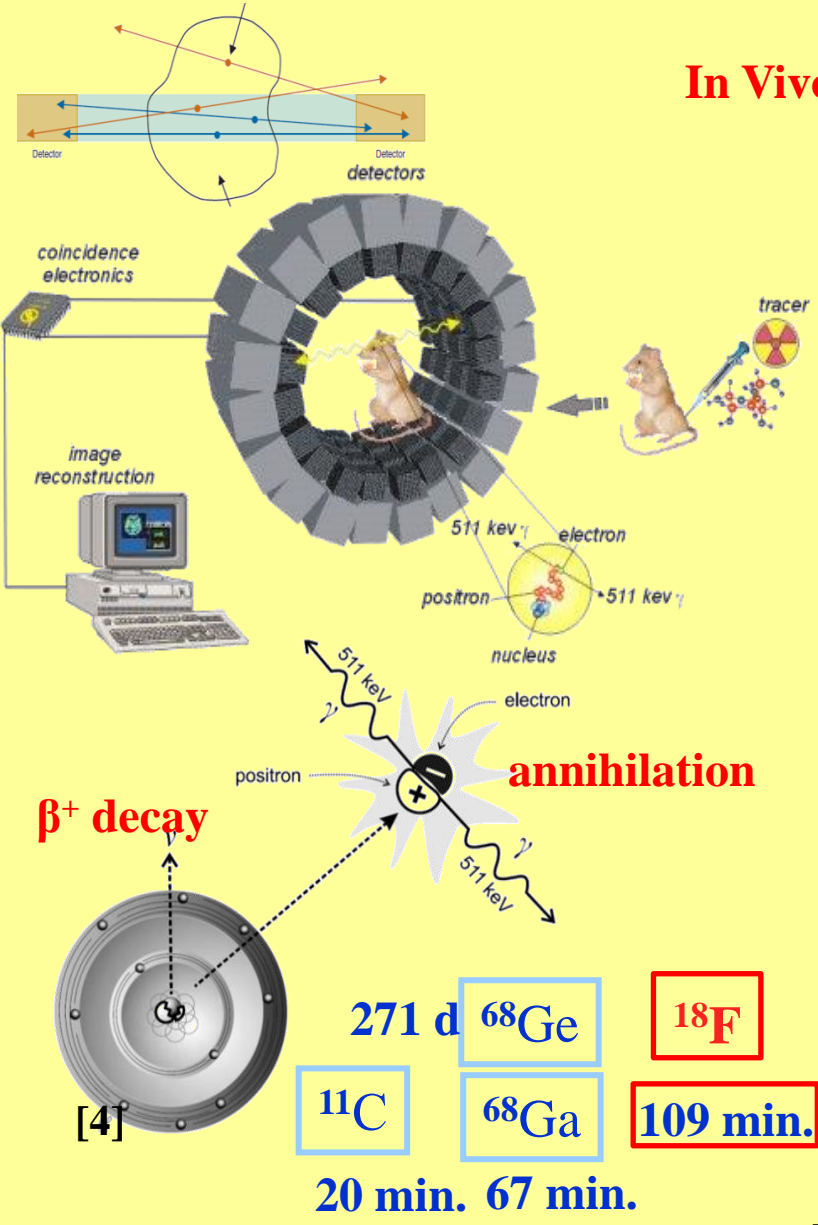 In Vivo
Detector
Detector
detectors
coincidence
electronics
tracer
image
reconstruction
511 kev γ
electron
positron
511 kev γ
nucleus
511 keV
γ
electron
positron
annihilation
β⁺ decay
ν
γ
511 keV
271 d ⁶⁸Ge ¹⁸F
[4] ¹¹C ⁶⁸Ga 109 min.
20 min. 67 min.